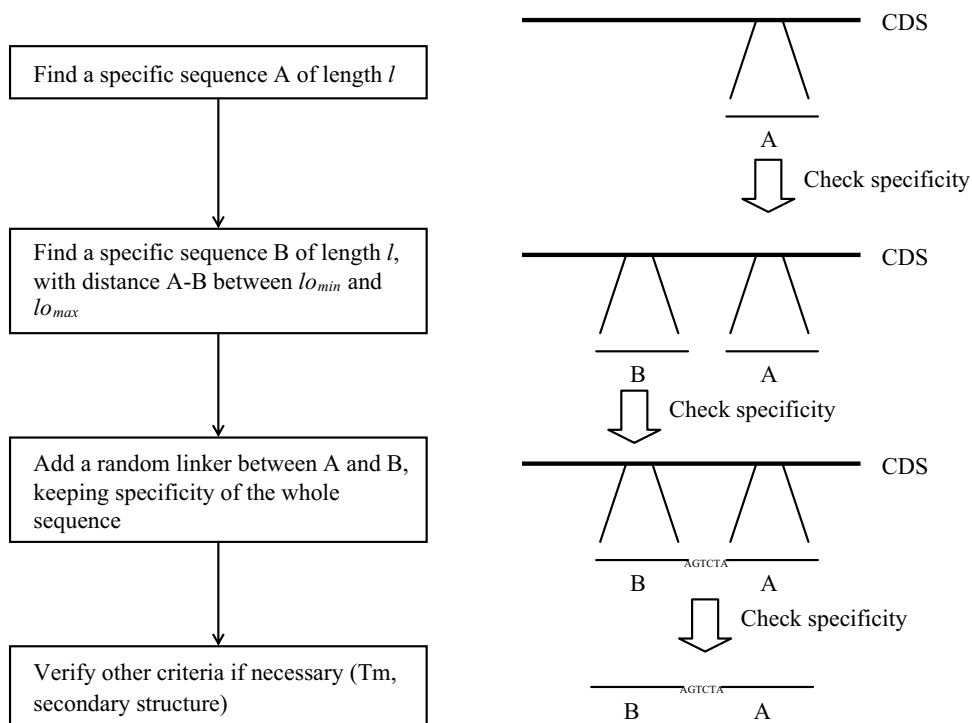 Find a specific sequence A of length l
Find a specific sequence B of length l,
with distance A-B between lomin and
lomax
Add a random linker between A and B,
keeping specificity of the whole
sequence
Verify other criteria if necessary (Tm,
secondary structure)
CDS
A
Check specificity
CDS
B A
Check specificity
CDS
AGTCTA
B A
Check specificity
AGTCTA
B A